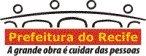 Prefeitura do Recife
A grande obra é cuidar das pessoas